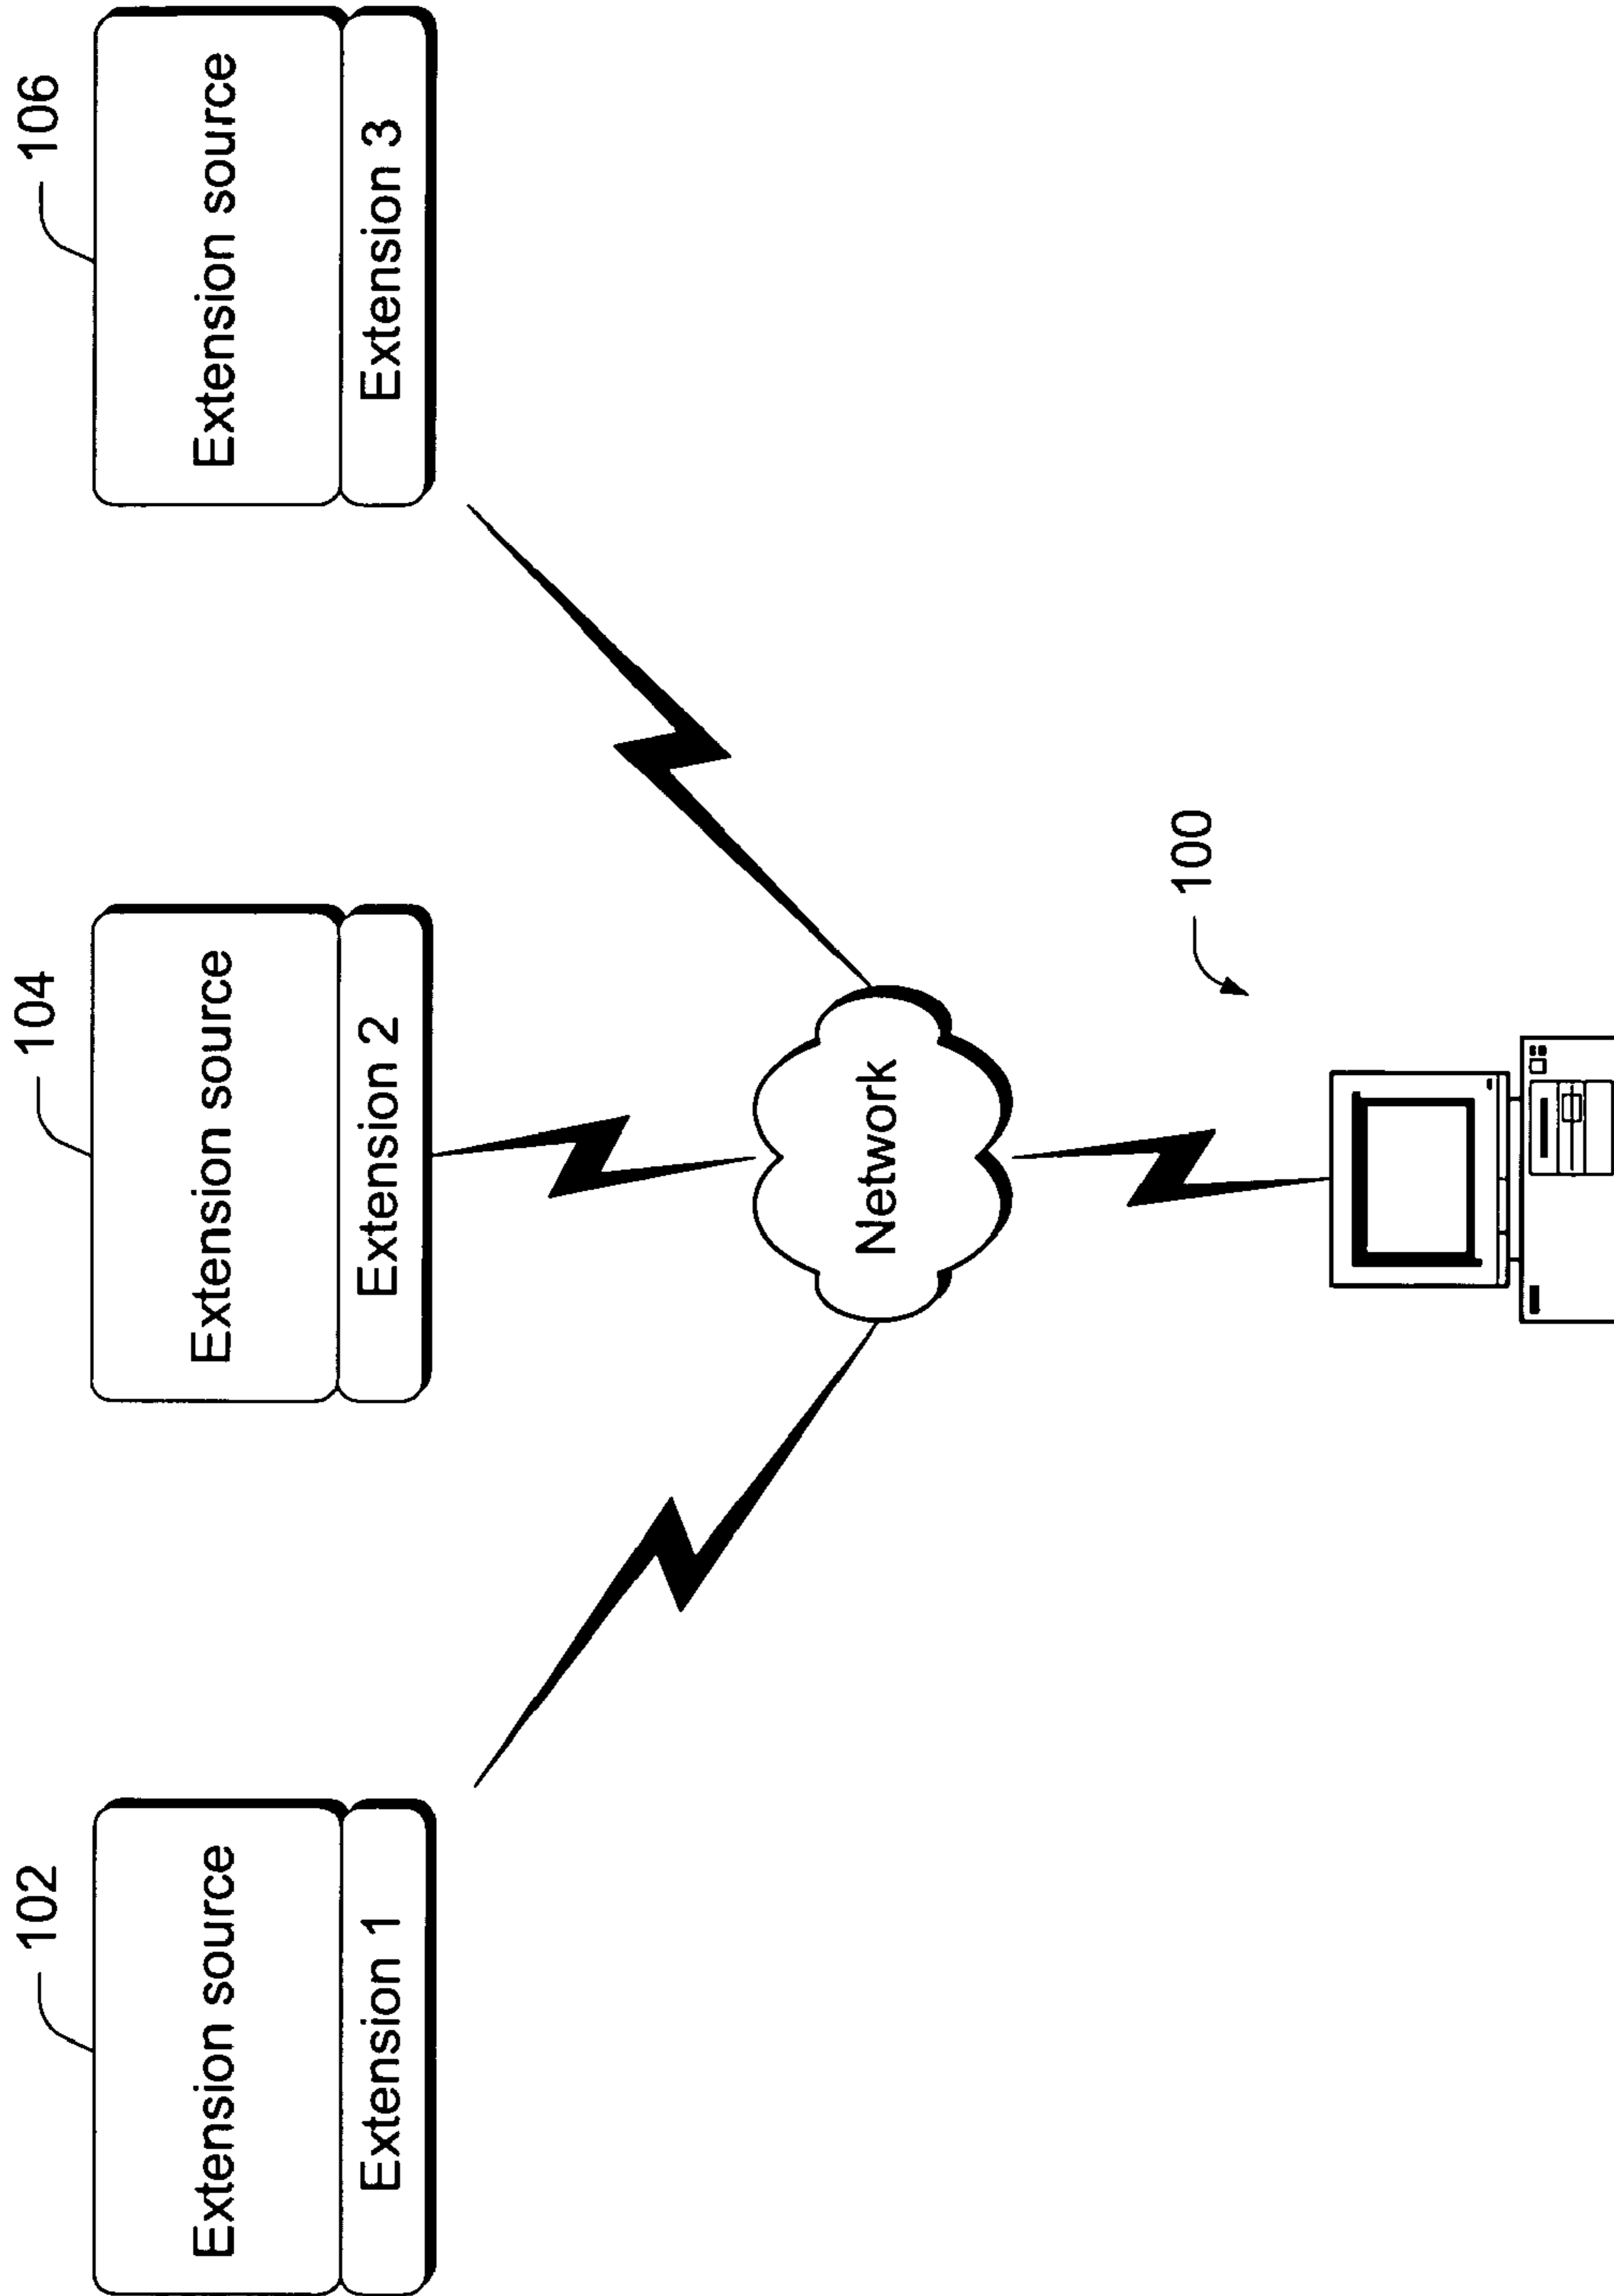 102
Extension source
Extension 1
104
Extension source
Extension 2
106
Extension source
Extension 3
Network
100